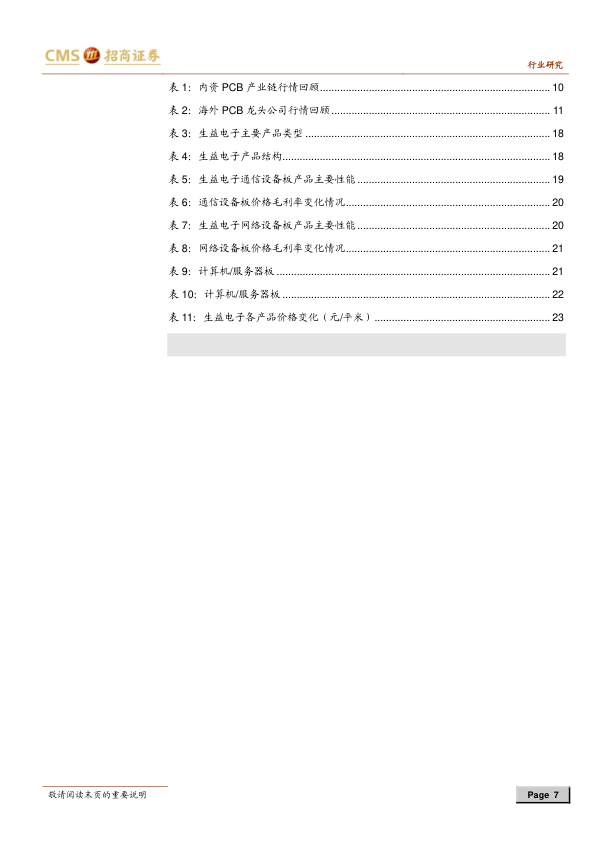 CMS 招商证券
行业研究
表 1：内资 PCB 产业链行情回顾 ........ 10
表 2：海外 PCB 龙头公司行情回顾 ........ 11
表 3：生益电子主要产品类型 ........ 18
表 4：生益电子产品结构 ........ 18
表 5：生益电子通信设备板产品主要性能 ........ 19
表 6：通信设备板价格毛利率变化情况 ........ 20
表 7：生益电子网络设备板产品主要性能 ........ 20
表 8：网络设备板价格毛利率变化情况 ........ 21
表 9：计算机/服务器板 ........ 21
表 10：计算机/服务器板 ........ 22
表 11：生益电子各产品价格变化（元/平米） ........ 23
敬请阅读末页的重要说明
Page 7